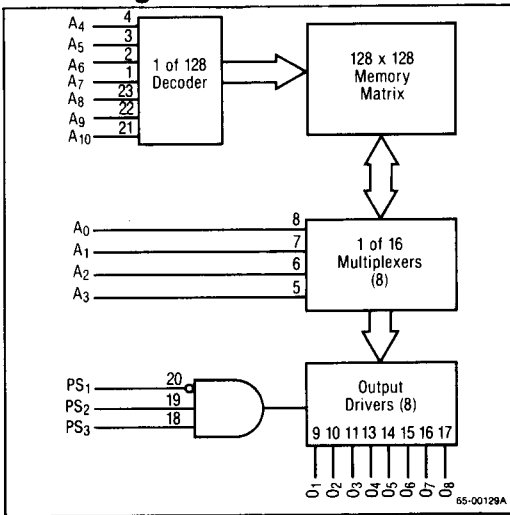 A4 4
A5 3
A6 2
A7 1
A8 23
A9 22
A10 21
1 of 128
Decoder
128 x 128
Memory
Matrix
A0 8
A1 7
A2 6
A3 5
1 of 16
Multiplexers
(8)
PS1 20
PS2 19
PS3 18
Output
Drivers (8)
9 10 11 13 14 15 16 17
O1 O2 O3 O4 O5 O6 O7 O8
65-00129A